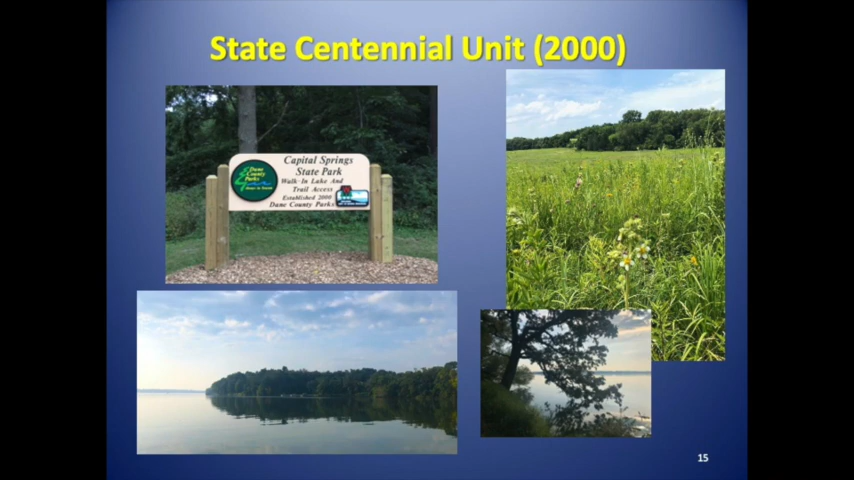 State Centennial Unit (2000)
Capital Springs
State Park
Walk-In Lake And
Trail Access
Established 2000
Dane County Parks
Dane
County
Parks
15